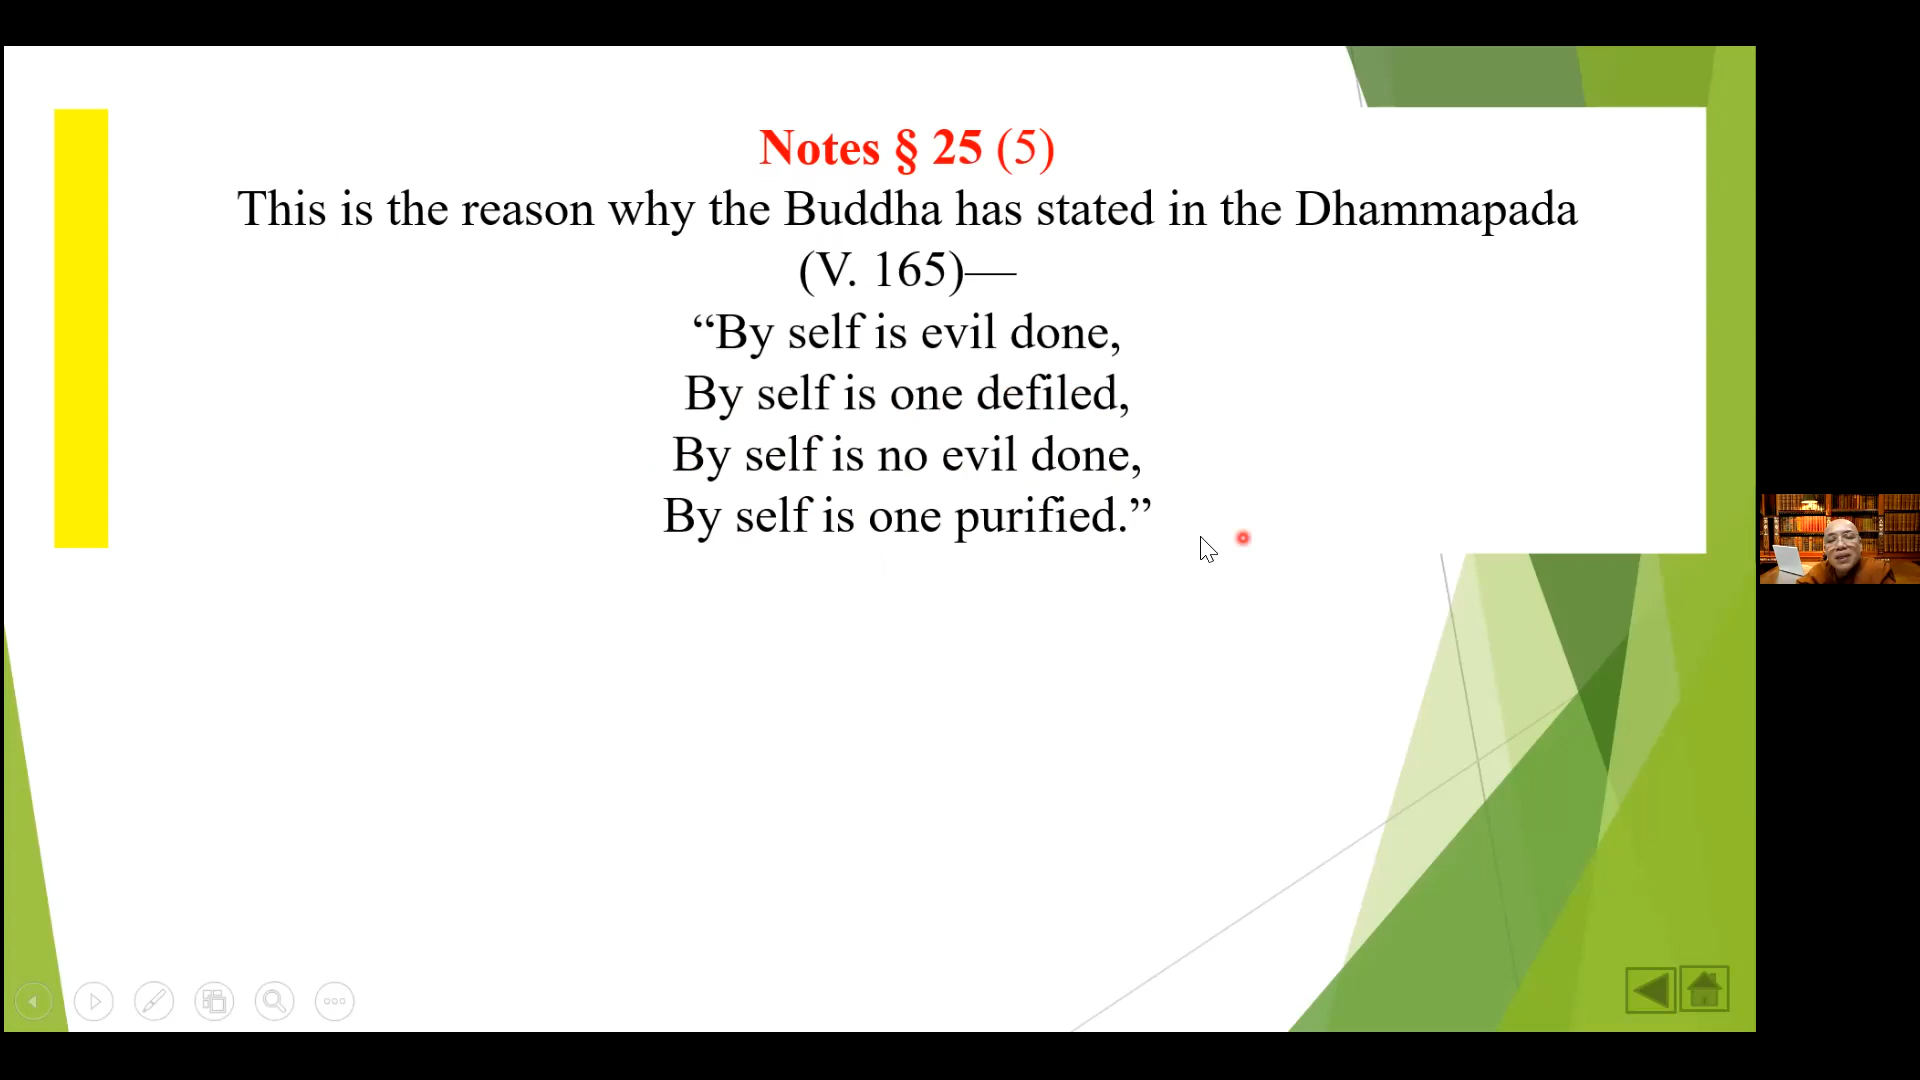 Notes § 25 (5)
This is the reason why the Buddha has stated in the Dhammapada
(V. 165)—
“By self is evil done,
By self is one defiled,
By self is no evil done,
By self is one purified.”